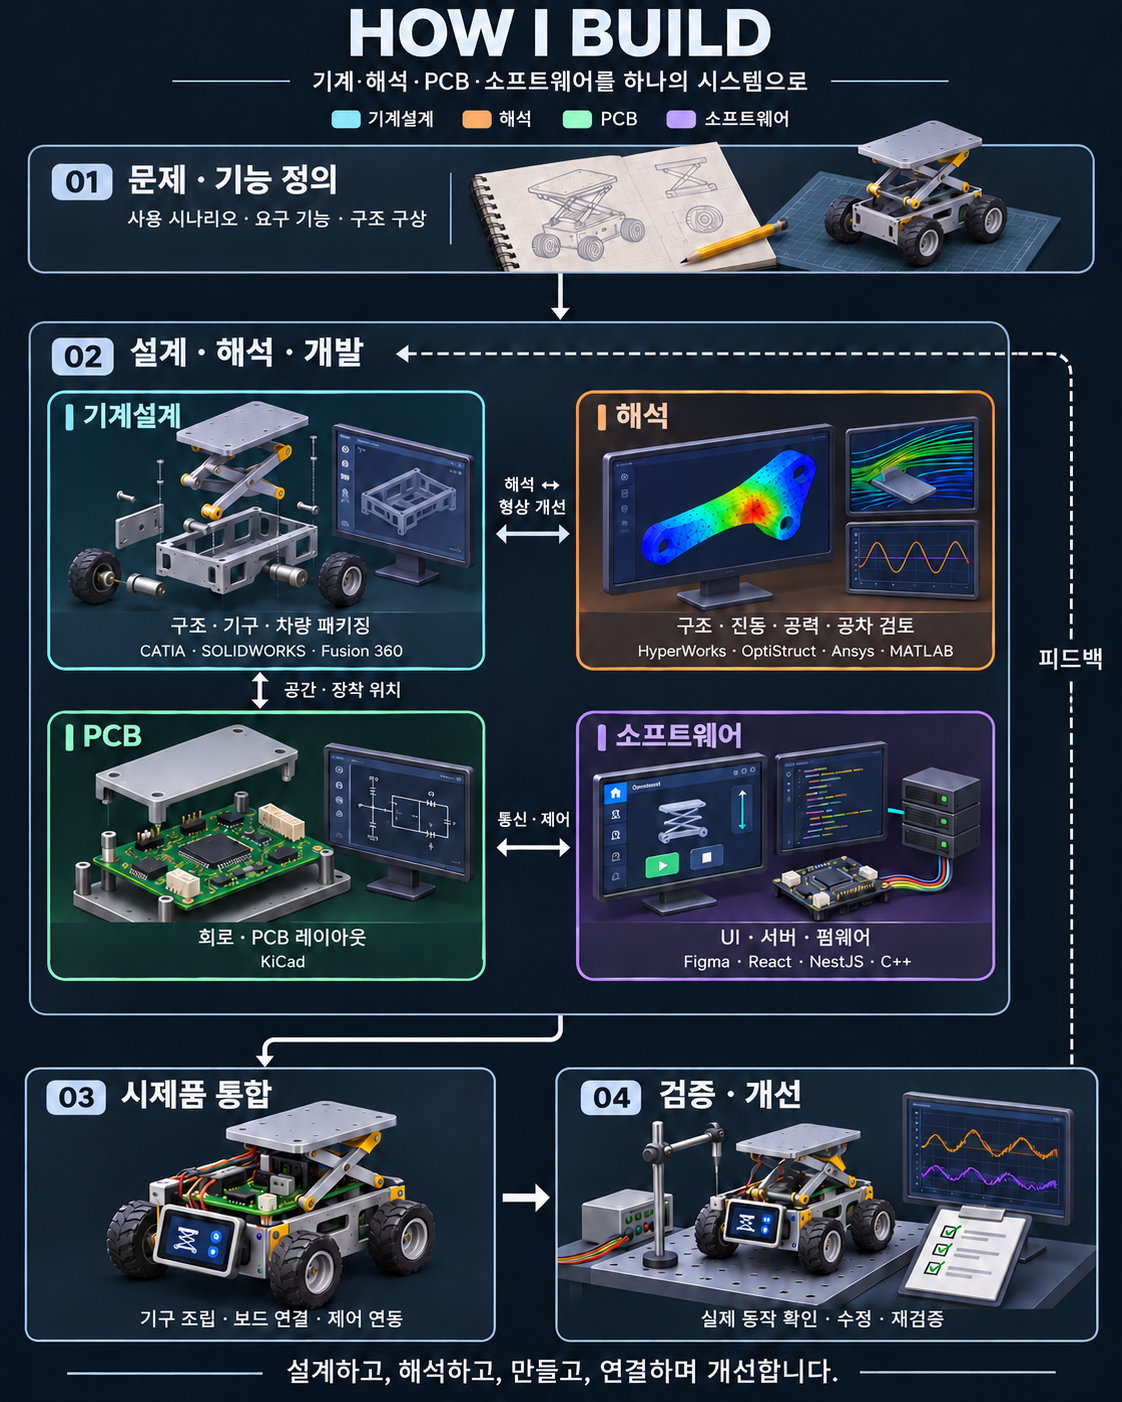 HOW I BUILD
기계·해석·PCB·소프트웨어를 하나의 시스템으로
기계설계
해석
PCB
소프트웨어
01 문제 · 기능 정의
사용 시나리오 · 요구 기능 · 구조 구상
02 설계 · 해석 · 개발
기계설계
구조 · 기구 · 차량 패키징
CATIA · SOLIDWORKS · Fusion 360
해석 ↔
형상 개선
해석
구조 · 진동 · 공력 · 공차 검토
HyperWorks · OptiStruct · Ansys · MATLAB
피드백
공간 · 장착 위치
PCB
회로 · PCB 레이아웃
KiCad
통신 · 제어
소프트웨어
UI · 서버 · 펌웨어
Figma · React · NestJS · C++
03 시제품 통합
기구 조립 · 보드 연결 · 제어 연동
04 검증 · 개선
실제 동작 확인 · 수정 · 재검증
설계하고, 해석하고, 만들고, 연결하며 개선합니다.